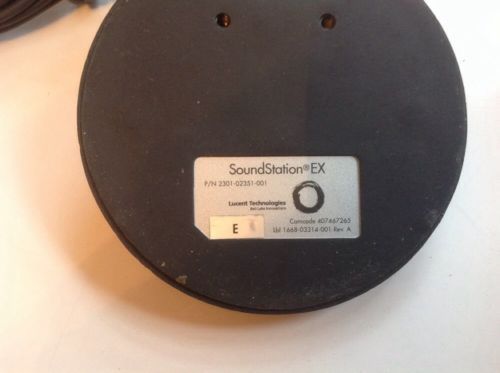 SoundStation® EX
P/N 2301-02351-001
Lucent Technologies
Bell Labs Innovations
E
Comcode 407467265
Lbl 1668-03314-001 Rev. A